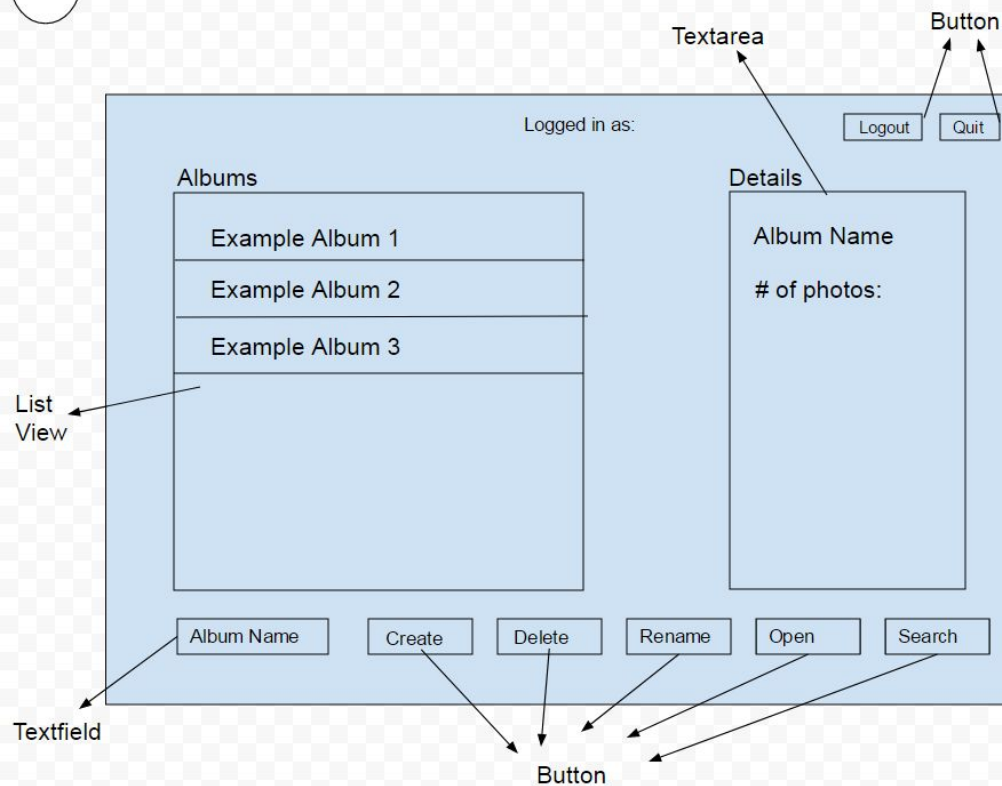 Button
Textarea
Logged in as:
Logout
Quit
Albums
Details
Example Album 1
Album Name
Example Album 2
# of photos:
Example Album 3
List
View
Album Name
Create
Delete
Rename
Open
Search
Textfield
Button